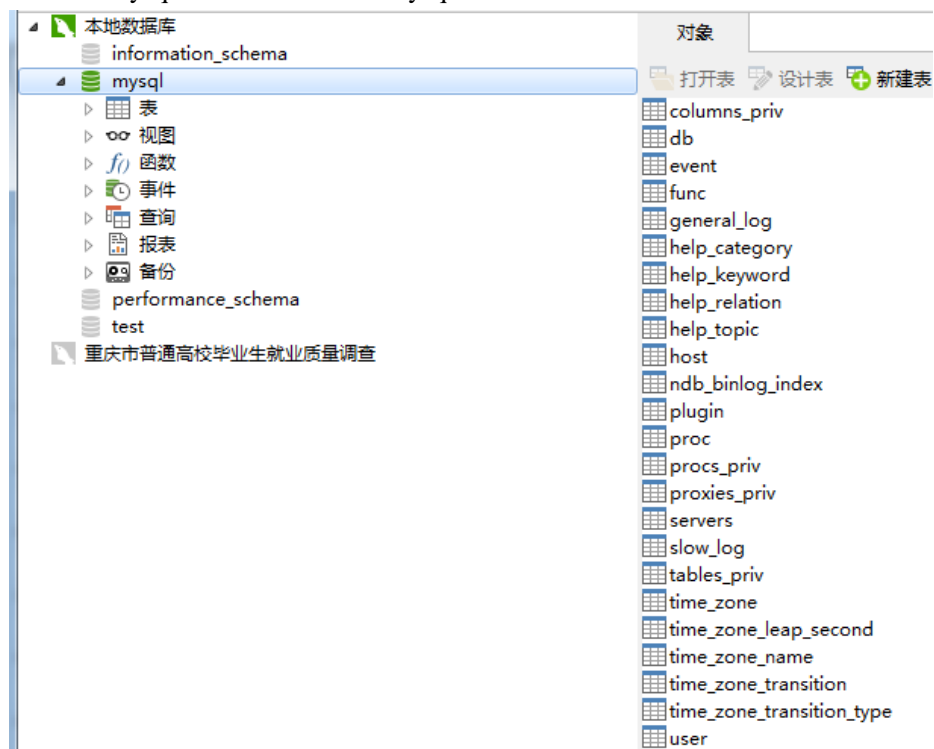 本地数据库
information_schema
mysql
表
视图
函数
事件
查询
报表
备份
performance_schema
test
重庆市普通高校毕业生就业质量调查
对象
打开表 设计表 新建表
columns_priv
db
event
func
general_log
help_category
help_keyword
help_relation
help_topic
host
ndb_binlog_index
plugin
proc
procs_priv
proxies_priv
servers
slow_log
tables_priv
time_zone
time_zone_leap_second
time_zone_name
time_zone_transition
time_zone_transition_type
user